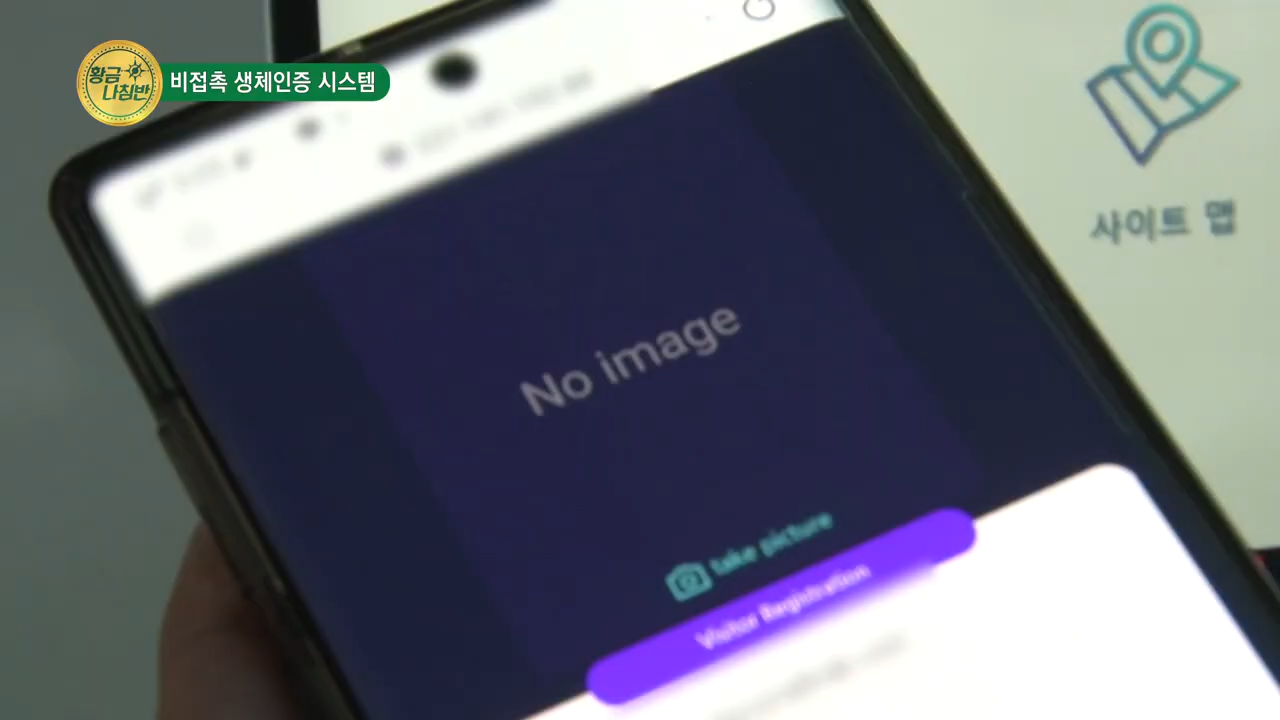 황금
나침반
비접촉 생체인증 시스템
사이트 맵
No image
take picture
Visitor Registration